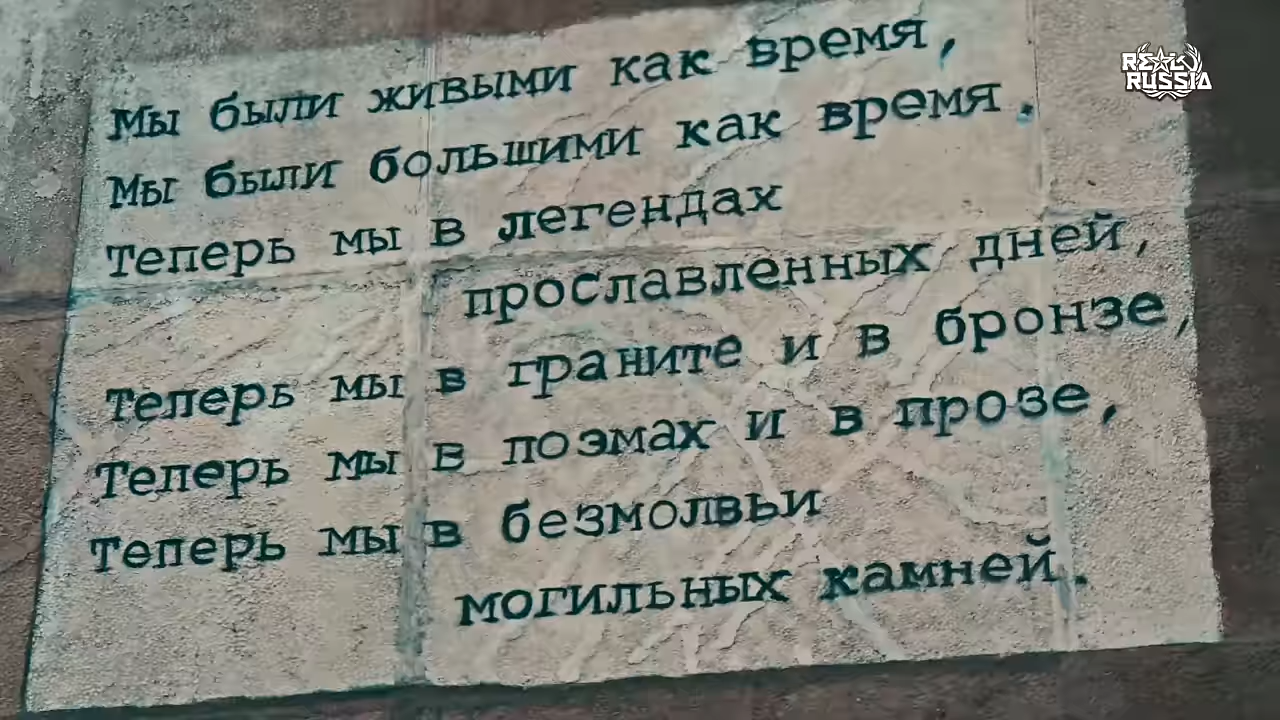 REAL
RUSSIA
Мы были живыми как время,
Мы были большими как время.
Теперь мы в легендах
прославленных дней,
Теперь мы в граните и в бронзе,
Теперь мы в поэмах и в прозе,
Теперь мы в безмолвьи
могильных камней.